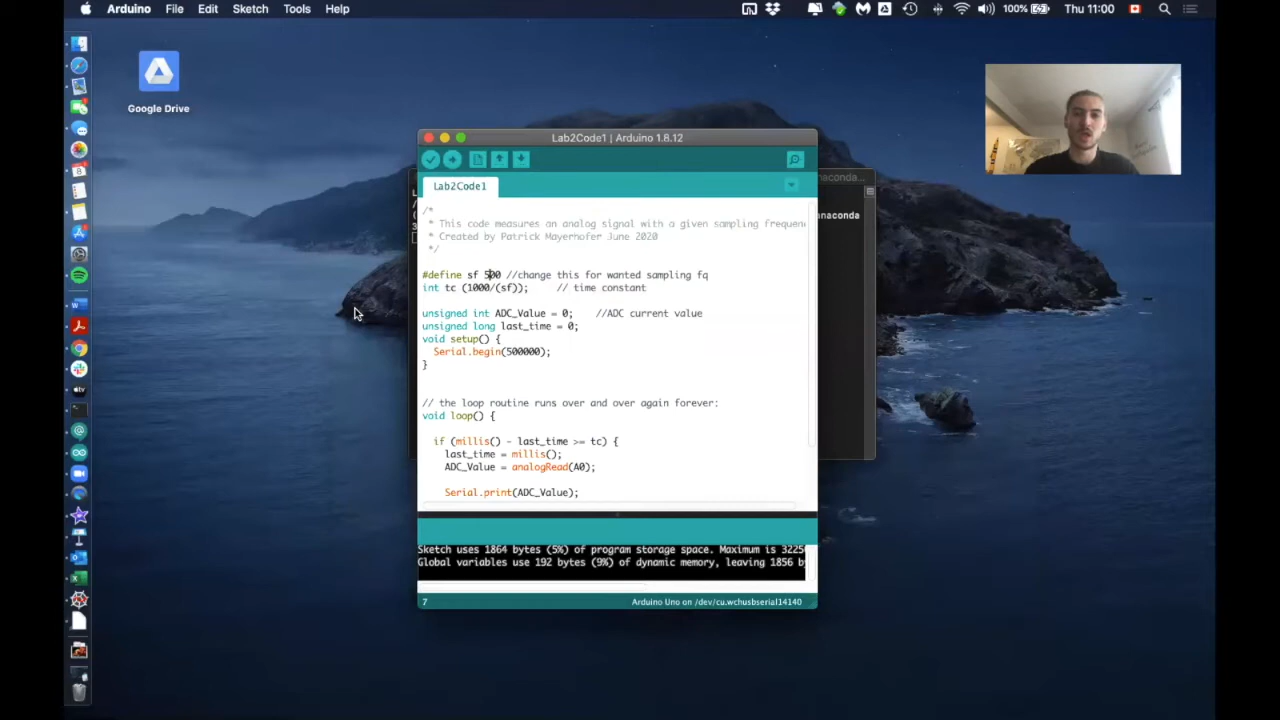 Arduino File Edit Sketch Tools Help
100% Thu 11:00
Google Drive
Lab2Code1 | Arduino 1.8.12
Lab2Code1
/*
* This code measures an analog signal with a given sampling
* Created by Patrick Mayerhofer June 2020
*/
#define sf 500 //change this for wanted sampling fq
int tc (1000/(sf)); // time constant
unsigned int ADC_Value = 0; //ADC current value
unsigned long last_time = 0;
void setup() {
Serial.begin(500000);
}
// the loop routine runs over and over again forever:
void loop() {
if (millis() - last_time >= tc) {
last_time = millis();
ADC_Value = analogRead(A0);
Serial.print(ADC_Value);
Sketch uses 1864 bytes (5%) of program storage space. Maximum is 3225
Global variables use 192 bytes (9%) of dynamic memory, leaving 1856 b
7 Arduino Uno on /dev/cu.wchusbserial14140
naconda...
anaconda